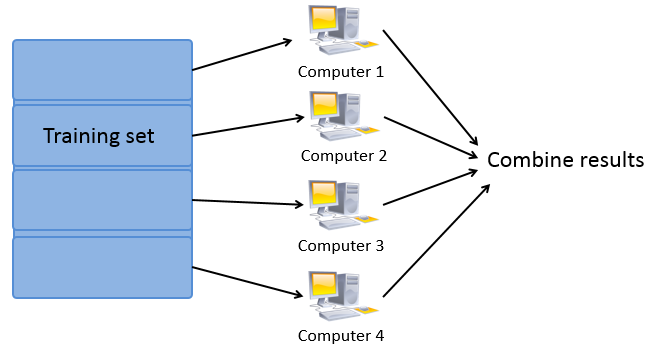 Training set
Computer 1
Computer 2
Computer 3
Computer 4
Combine results